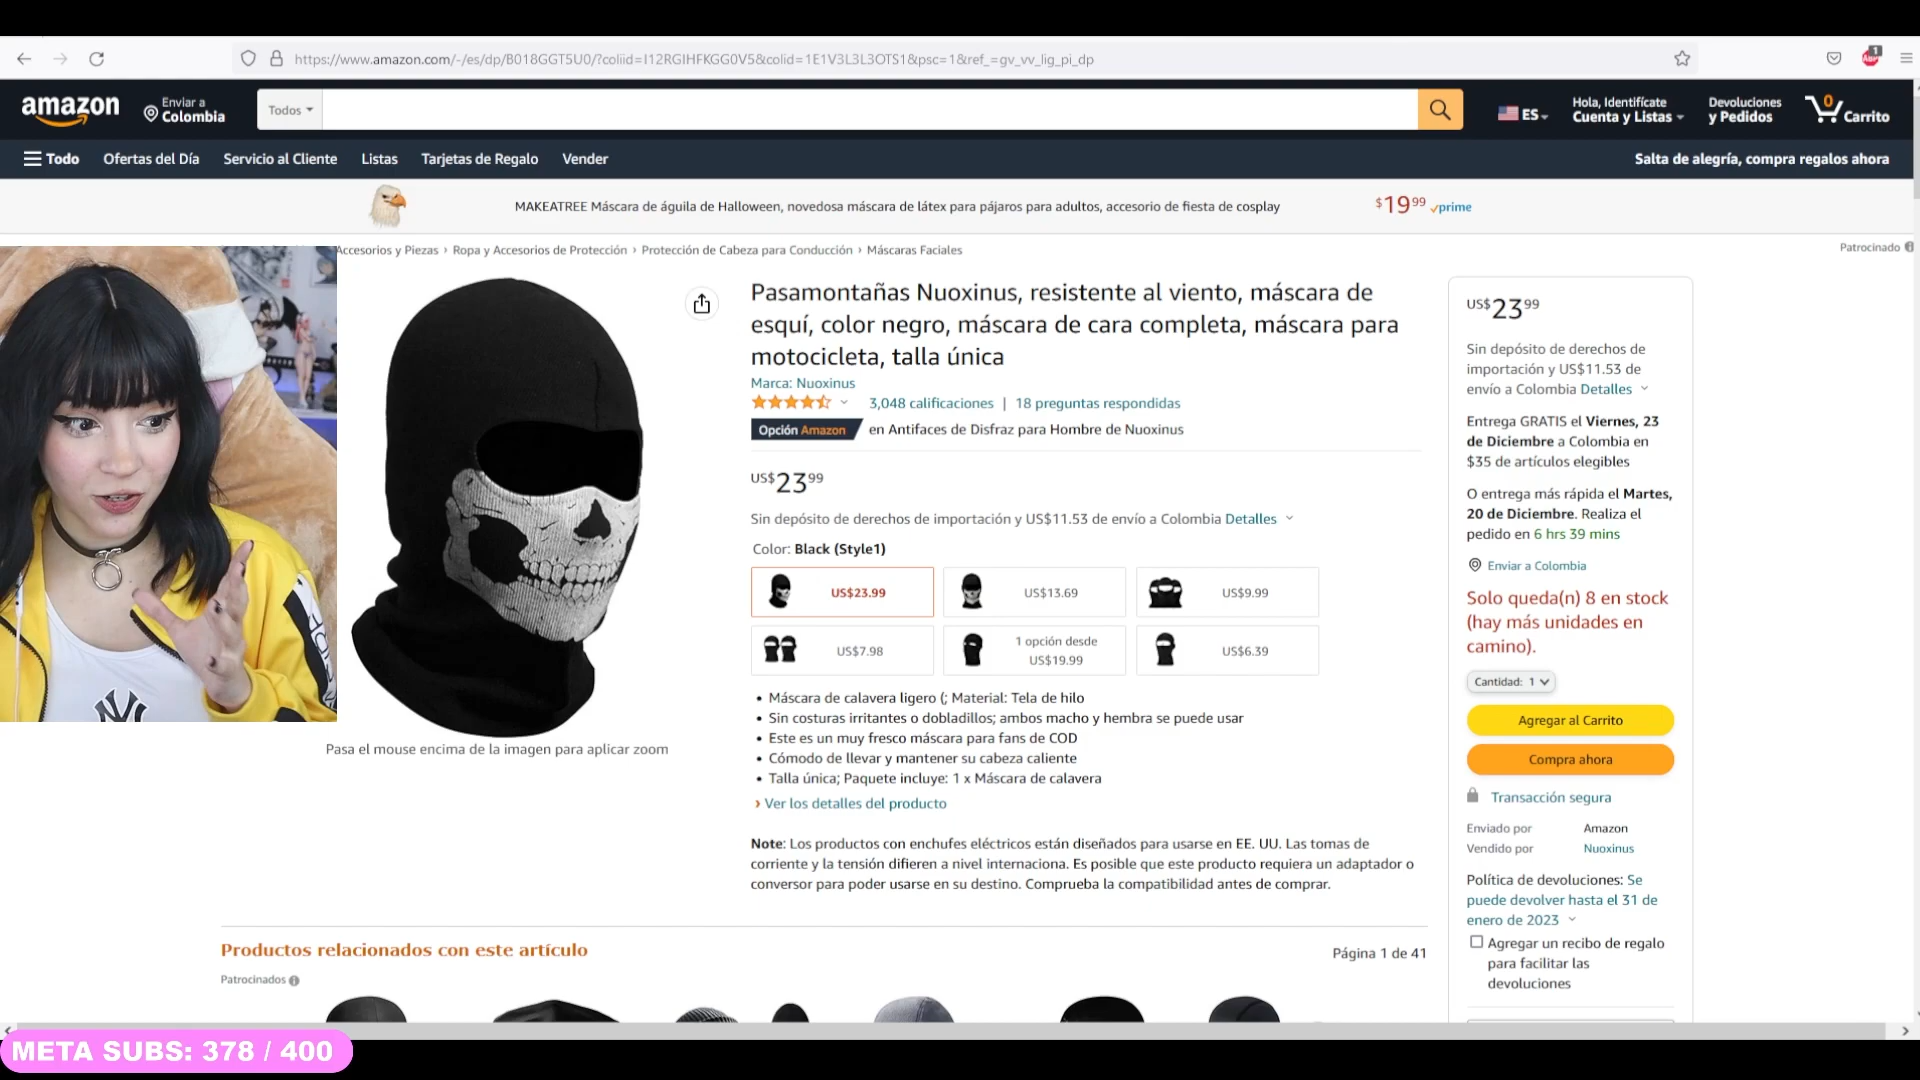 https://www.amazon.com/-/es/dp/B018GGT5U0/?coliid=I12RGIHFKGG0V5&colid=1E1V3L3L3OTS1&psc=1&ref_=gv_vv_lig_pi_dp
1
ABP
amazon
Enviar a
Colombia
Todos
ES
Hola, Identifícate
Cuenta y Listas
Devoluciones
y Pedidos
0
Carrito
Todo
Ofertas del Día
Servicio al Cliente
Listas
Tarjetas de Regalo
Vender
Salta de alegría, compra regalos ahora
MAKEATREE Máscara de águila de Halloween, novedosa máscara de látex para pájaros para adultos, accesorio de fiesta de cosplay
$19 99 prime
Patrocinado
Accesorios y Piezas › Ropa y Accesorios de Protección › Protección de Cabeza para Conducción › Máscaras Faciales
Pasa el mouse encima de la imagen para aplicar zoom
Pasamontañas Nuoxinus, resistente al viento, máscara de
esquí, color negro, máscara de cara completa, máscara para
motocicleta, talla única
Marca: Nuoxinus
3,048 calificaciones | 18 preguntas respondidas
Opción Amazon en Antifaces de Disfraz para Hombre de Nuoxinus
US$23 99
Sin depósito de derechos de importación y US$11.53 de envío a Colombia Detalles
Color: Black (Style1)
US$23.99
US$13.69
US$9.99
US$7.98
1 opción desde
US$19.99
US$6.39
• Máscara de calavera ligero (; Material: Tela de hilo
• Sin costuras irritantes o dobladillos; ambos macho y hembra se puede usar
• Este es un muy fresco máscara para fans de COD
• Cómodo de llevar y mantener su cabeza caliente
• Talla única; Paquete incluye: 1 x Máscara de calavera
› Ver los detalles del producto
Note: Los productos con enchufes eléctricos están diseñados para usarse en EE. UU. Las tomas de
corriente y la tensión difieren a nivel internaciona. Es posible que este producto requiera un adaptador o
conversor para poder usarse en su destino. Comprueba la compatibilidad antes de comprar.
US$23 99
Sin depósito de derechos de
importación y US$11.53 de
envío a Colombia Detalles
Entrega GRATIS el Viernes, 23
de Diciembre a Colombia en
$35 de artículos elegibles
O entrega más rápida el Martes,
20 de Diciembre. Realiza el
pedido en 6 hrs 39 mins
Enviar a Colombia
Solo queda(n) 8 en stock
(hay más unidades en
camino).
Cantidad: 1
Agregar al Carrito
Compra ahora
Transacción segura
Enviado por Amazon
Vendido por Nuoxinus
Política de devoluciones: Se
puede devolver hasta el 31 de
enero de 2023
Agregar un recibo de regalo
para facilitar las
devoluciones
Productos relacionados con este artículo
Página 1 de 41
Patrocinados
META SUBS: 378 / 400